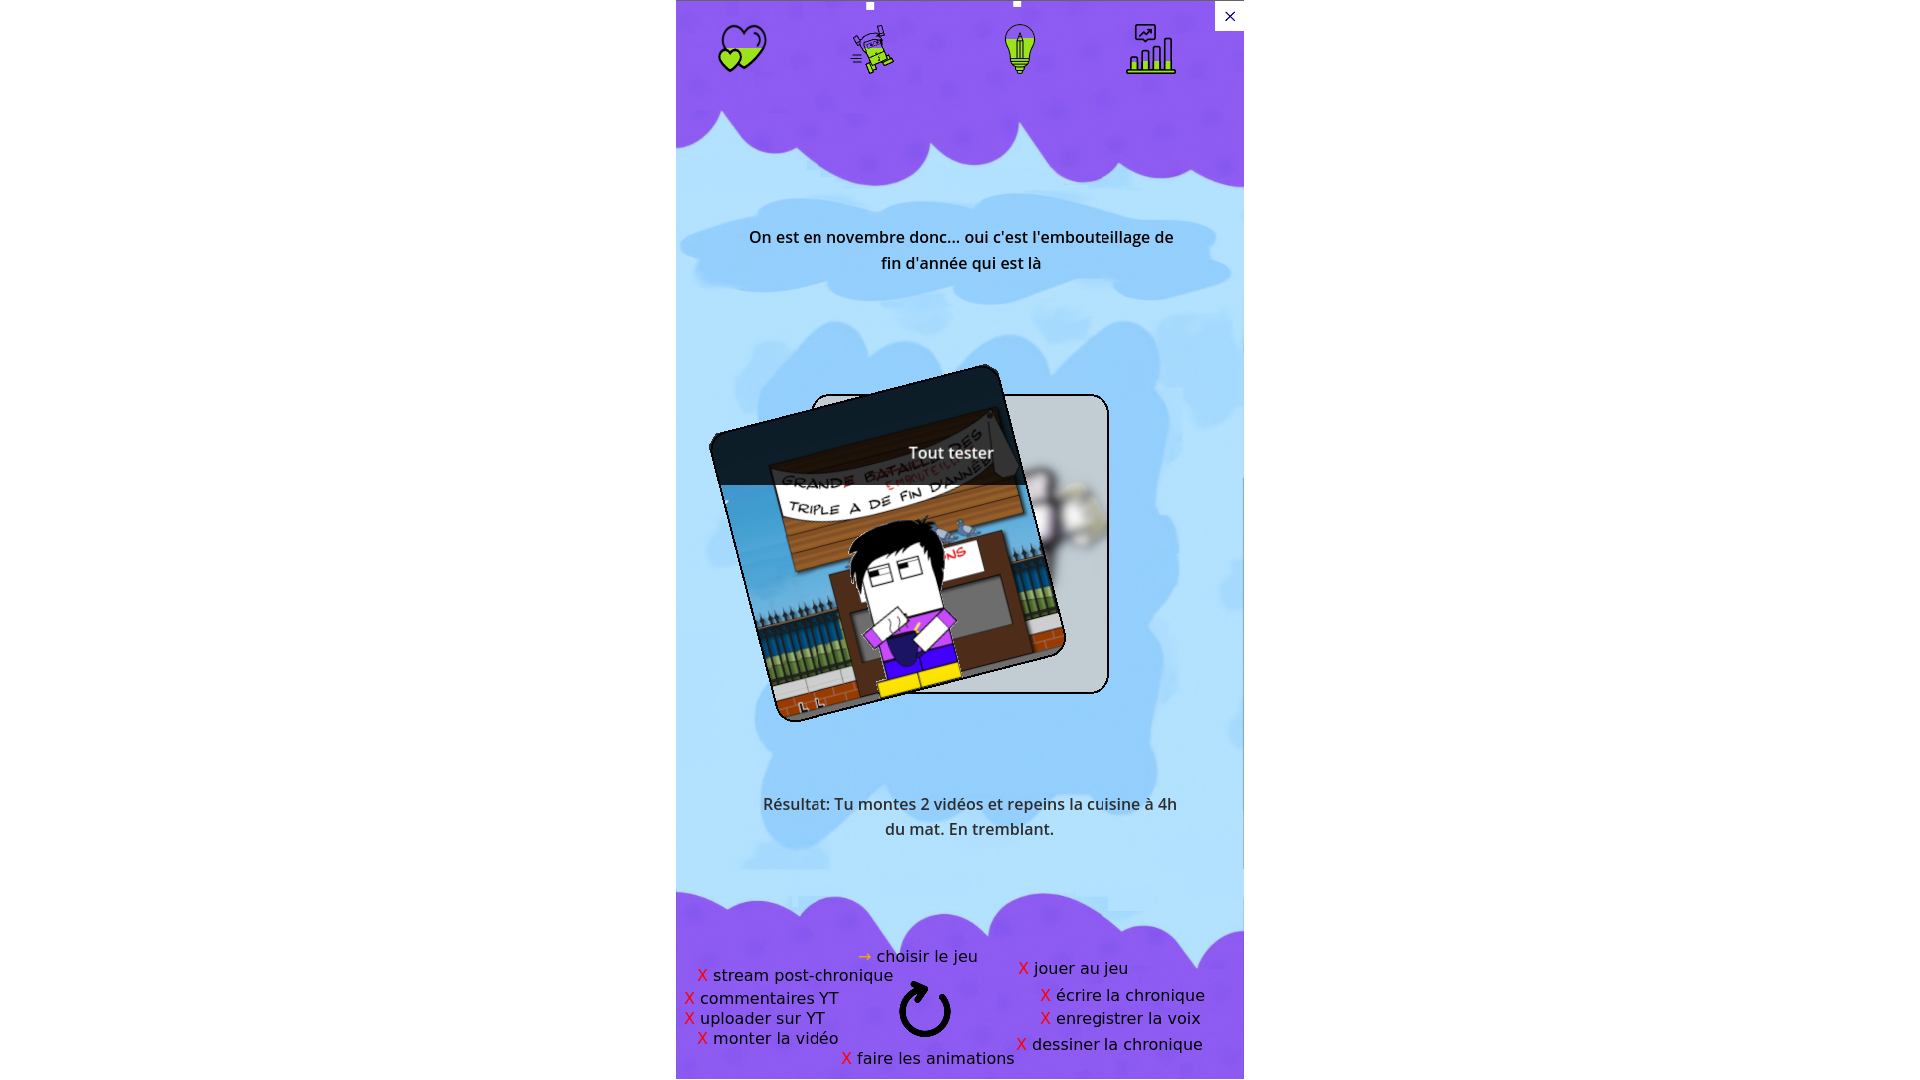 ×
On est en novembre donc... oui c'est l'embouteillage de
fin d'année qui est là
Tout tester
GRANDE BATAILLE DES
EMBOUTEILL
TRIPLE A DE FIN D'ANNÉE
ONS
Résultat: Tu montes 2 vidéos et repeins la cuisine à 4h
du mat. En tremblant.
→ choisir le jeu
X jouer au jeu
X écrire la chronique
X enregistrer la voix
X dessiner la chronique
X faire les animations
X monter la vidéo
X uploader sur YT
X commentaires YT
X stream post-chronique